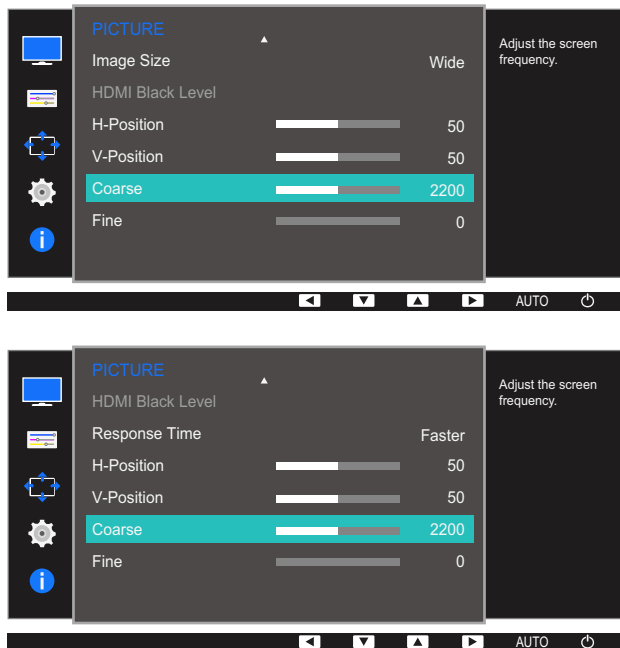 PICTURE
Image Size Wide
HDMI Black Level
H-Position 50
V-Position 50
Coarse 2200
Fine 0
Adjust the screen
frequency.
AUTO
PICTURE
HDMI Black Level
Response Time Faster
H-Position 50
V-Position 50
Coarse 2200
Fine 0
Adjust the screen
frequency.
AUTO